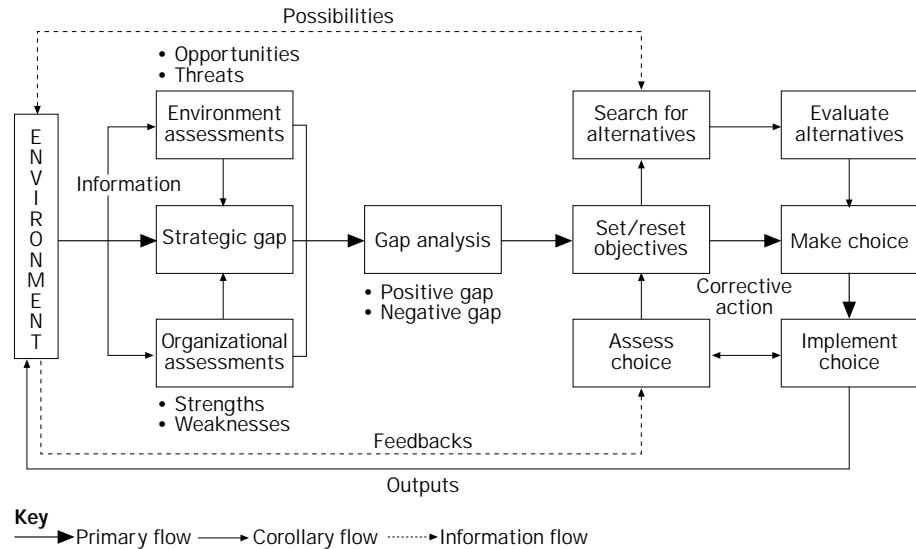 Possibilities
• Opportunities
• Threats
Environment
assessments
Search for
alternatives
Evaluate
alternatives
ENVIRONMENT
Information
Strategic gap
Gap analysis
Set/reset
objectives
Make choice
• Positive gap
• Negative gap
Corrective
action
Organizational
assessments
Assess
choice
Implement
choice
• Strengths
• Weaknesses
Feedbacks
Outputs
Key
Primary flow
Corollary flow
Information flow